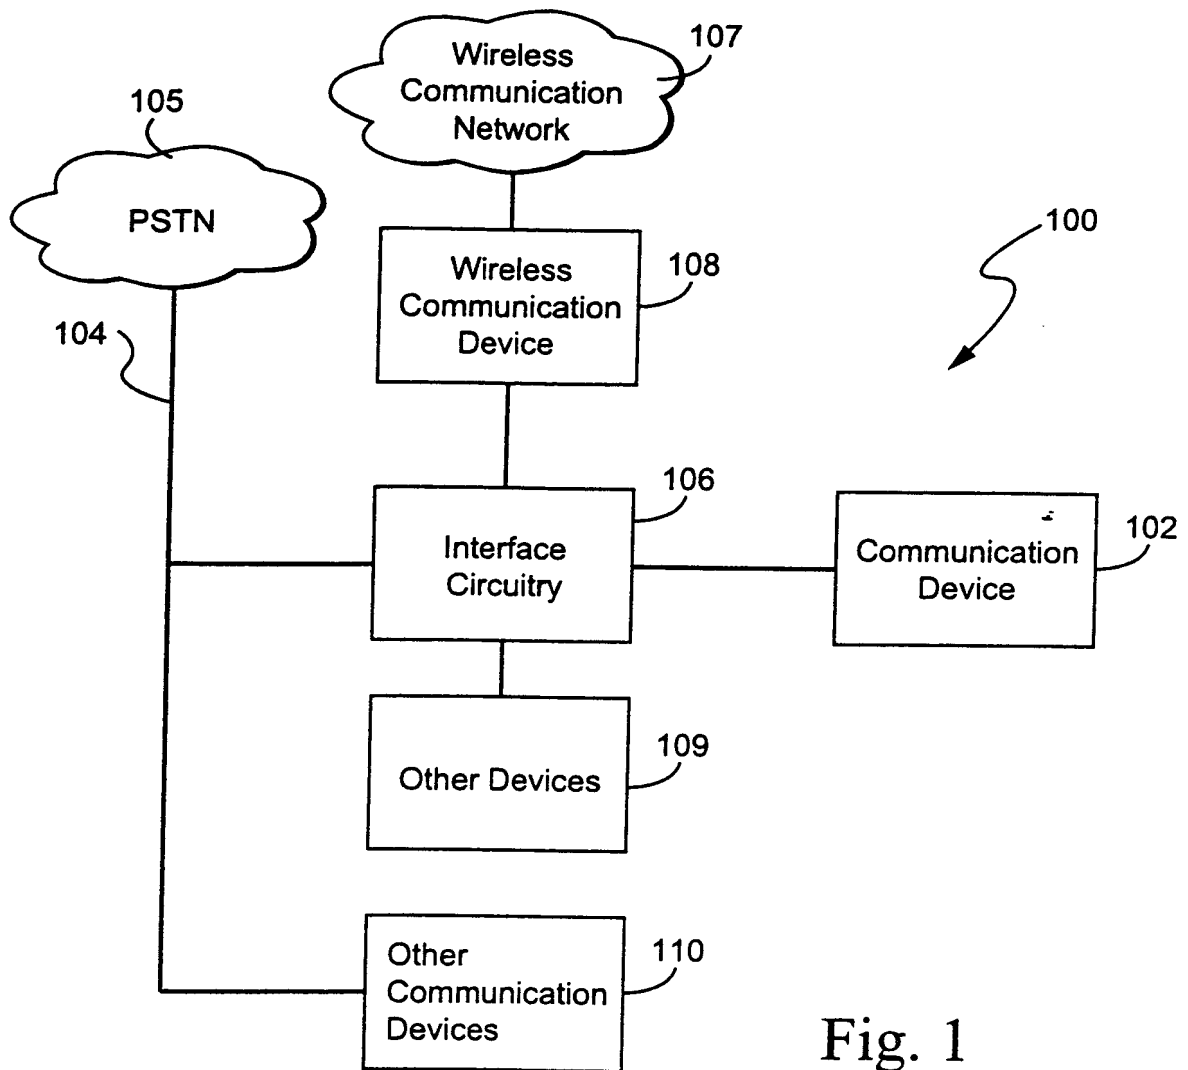 Wireless
Communication
Network
107
105
PSTN
100
Wireless
Communication
Device
108
104
106
Interface
Circuitry
Communication
Device
102
Other Devices
109
Other
Communication
Devices
110
Fig. 1